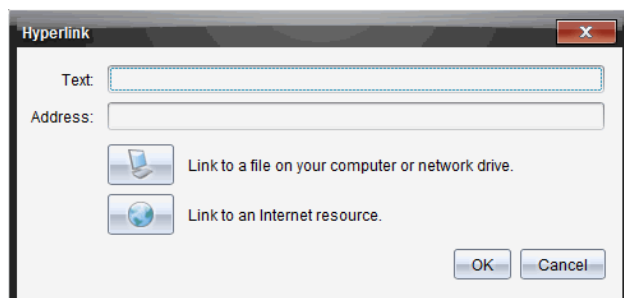 Hyperlink
Text:
Address:
Link to a file on your computer or network drive.
Link to an Internet resource.
OK Cancel